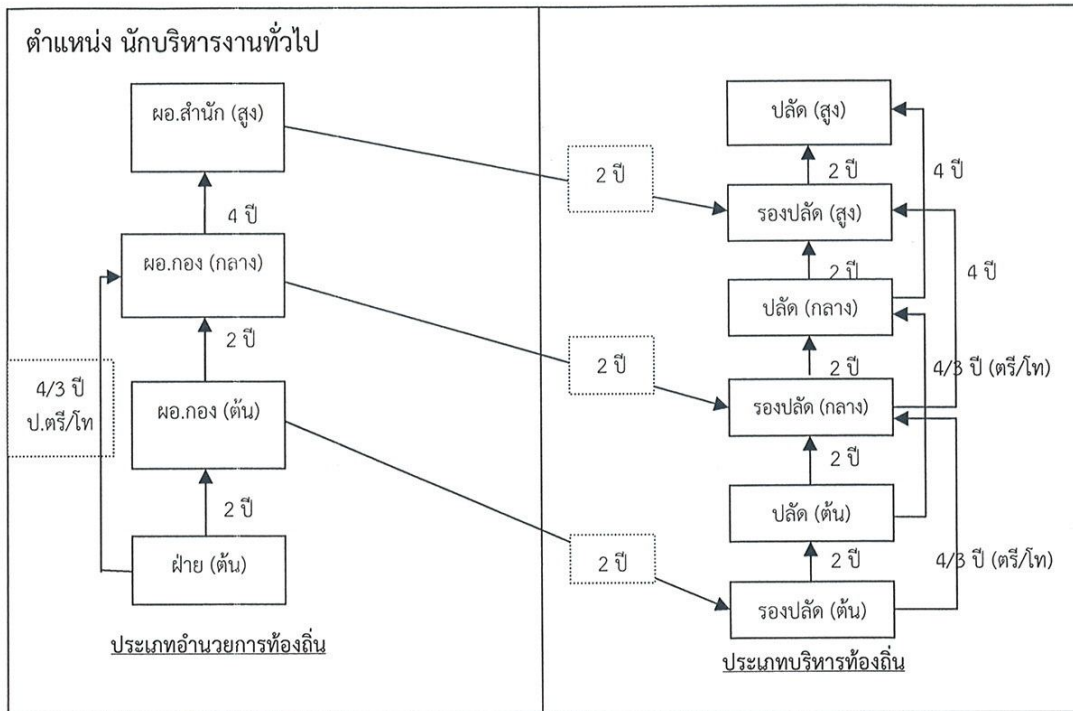 ตำแหน่ง นักบริหารงานทั่วไป
ผอ.สำนัก (สูง)
4 ปี
ผอ.กอง (กลาง)
2 ปี
4/3 ปี
ป.ตรี/โท
ผอ.กอง (ต้น)
2 ปี
ฝ่าย (ต้น)
ประเภทอำนวยการท้องถิ่น
2 ปี
2 ปี
2 ปี
ปลัด (สูง)
2 ปี
4 ปี
รองปลัด (สูง)
2 ปี
4 ปี
ปลัด (กลาง)
2 ปี
4/3 ปี (ตรี/โท)
รองปลัด (กลาง)
2 ปี
ปลัด (ต้น)
2 ปี
4/3 ปี (ตรี/โท)
รองปลัด (ต้น)
ประเภทบริหารท้องถิ่น